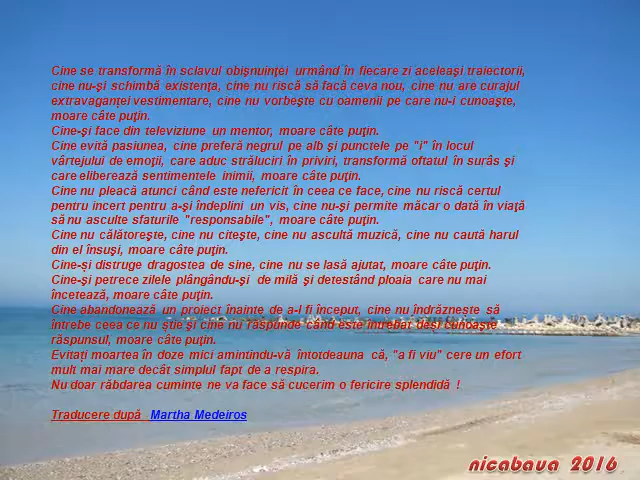 Cine se transformă în sclavul obişnuinţei urmând în fiecare zi aceleaşi traiectorii,
cine nu-şi schimbă existenţa, cine nu riscă să facă ceva nou, cine nu are curajul
extravaganţei vestimentare, cine nu vorbeşte cu oamenii pe care nu-i cunoaşte,
moare câte puţin.
Cine-şi face din televiziune un mentor, moare câte puţin.
Cine evită pasiunea, cine preferă negrul pe alb şi punctele pe "i" în locul
vârtejului de emoţii, care aduc străluciri în priviri, transformă oftatul în surâs şi
care eliberează sentimentele inimii, moare câte puţin.
Cine nu pleacă atunci când este nefericit în ceea ce face, cine nu riscă certul
pentru incert pentru a-şi îndeplini un vis, cine nu-şi permite măcar o dată în viaţă
să nu asculte sfaturile "responsabile", moare câte puţin.
Cine nu călătoreşte, cine nu citeşte, cine nu ascultă muzică, cine nu caută harul
din el însuşi, moare câte puţin.
Cine-şi distruge dragostea de sine, cine nu se lasă ajutat, moare câte puţin.
Cine-şi petrece zilele plângându-şi de milă şi detestând ploaia care nu mai
încetează, moare câte puţin.
Cine abandonează un proiect înainte de a-l fi început, cine nu îndrăzneşte să
întrebe ceea ce nu ştie şi cine nu răspunde când este întrebat deşi cunoaşte
răspunsul, moare câte puţin.
Evitaţi moartea în doze mici amintindu-vă întotdeauna că, "a fi viu" cere un efort
mult mai mare decât simplul fapt de a respira.
Nu doar răbdarea cuminte ne va face să cucerim o fericire splendidă !
Traducere după Martha Medeiros
nicabava 2016